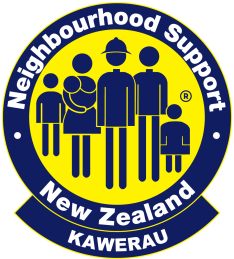 Neighbourhood Support
®
New Zealand
KAWERAU